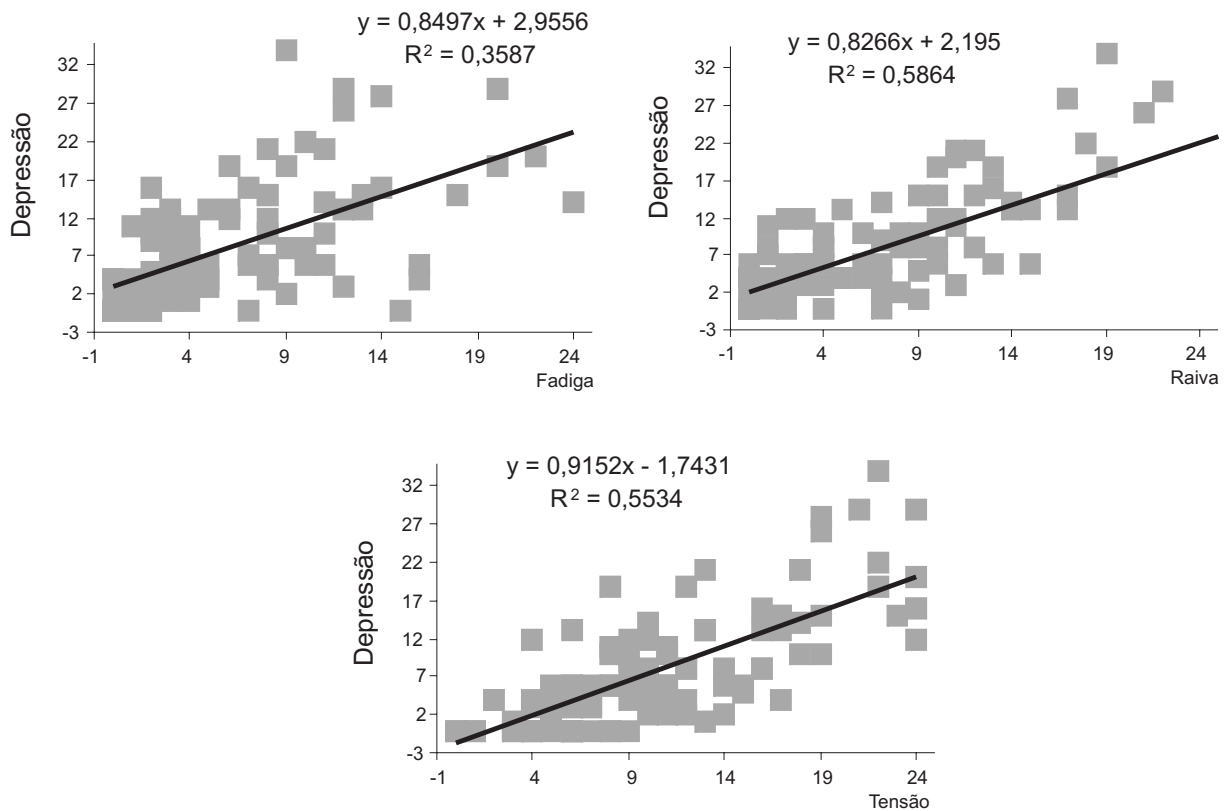 y = 0,8497x + 2,9556
R² = 0,3587
Depressão
32
27
22
17
12
7
2
-3
-1 4 9 14 19 24
Fadiga
y = 0,8266x + 2,195
R² = 0,5864
Depressão
32
27
22
17
12
7
2
-3
-1 4 9 14 19 24
Raiva
y = 0,9152x - 1,7431
R² = 0,5534
Depressão
32
27
22
17
12
7
2
-3
-1 4 9 14 19 24
Tensão